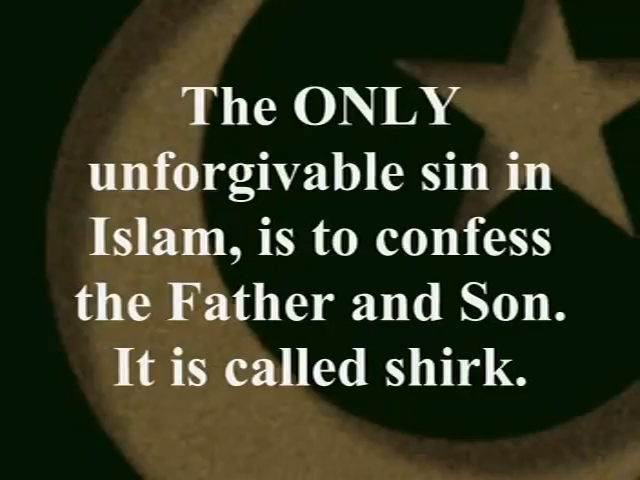 The ONLY
unforgivable sin in
Islam, is to confess
the Father and Son.
It is called shirk.